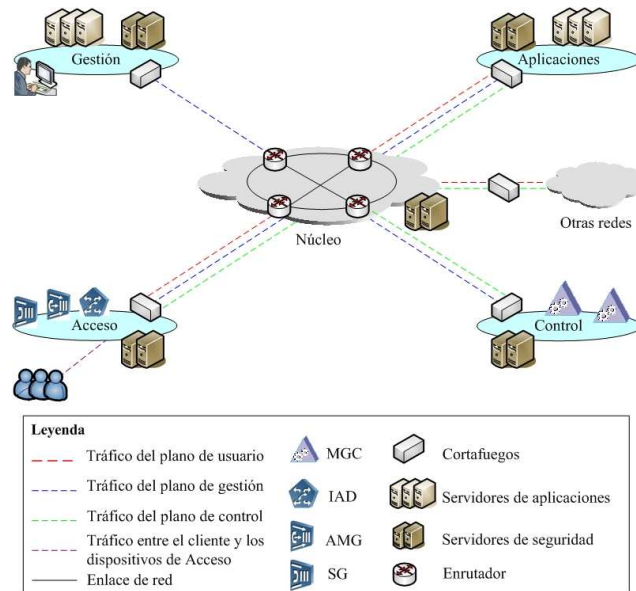 Gestión
Aplicaciones
Otras redes
Núcleo
Acceso
Control
Leyenda
Tráfico del plano de usuario
Tráfico del plano de gestión
Tráfico del plano de control
Tráfico entre el cliente y los
dispositivos de Acceso
Enlace de red
MGC
IAD
AMG
SG
Cortafuegos
Servidores de aplicaciones
Servidores de seguridad
Enrutador